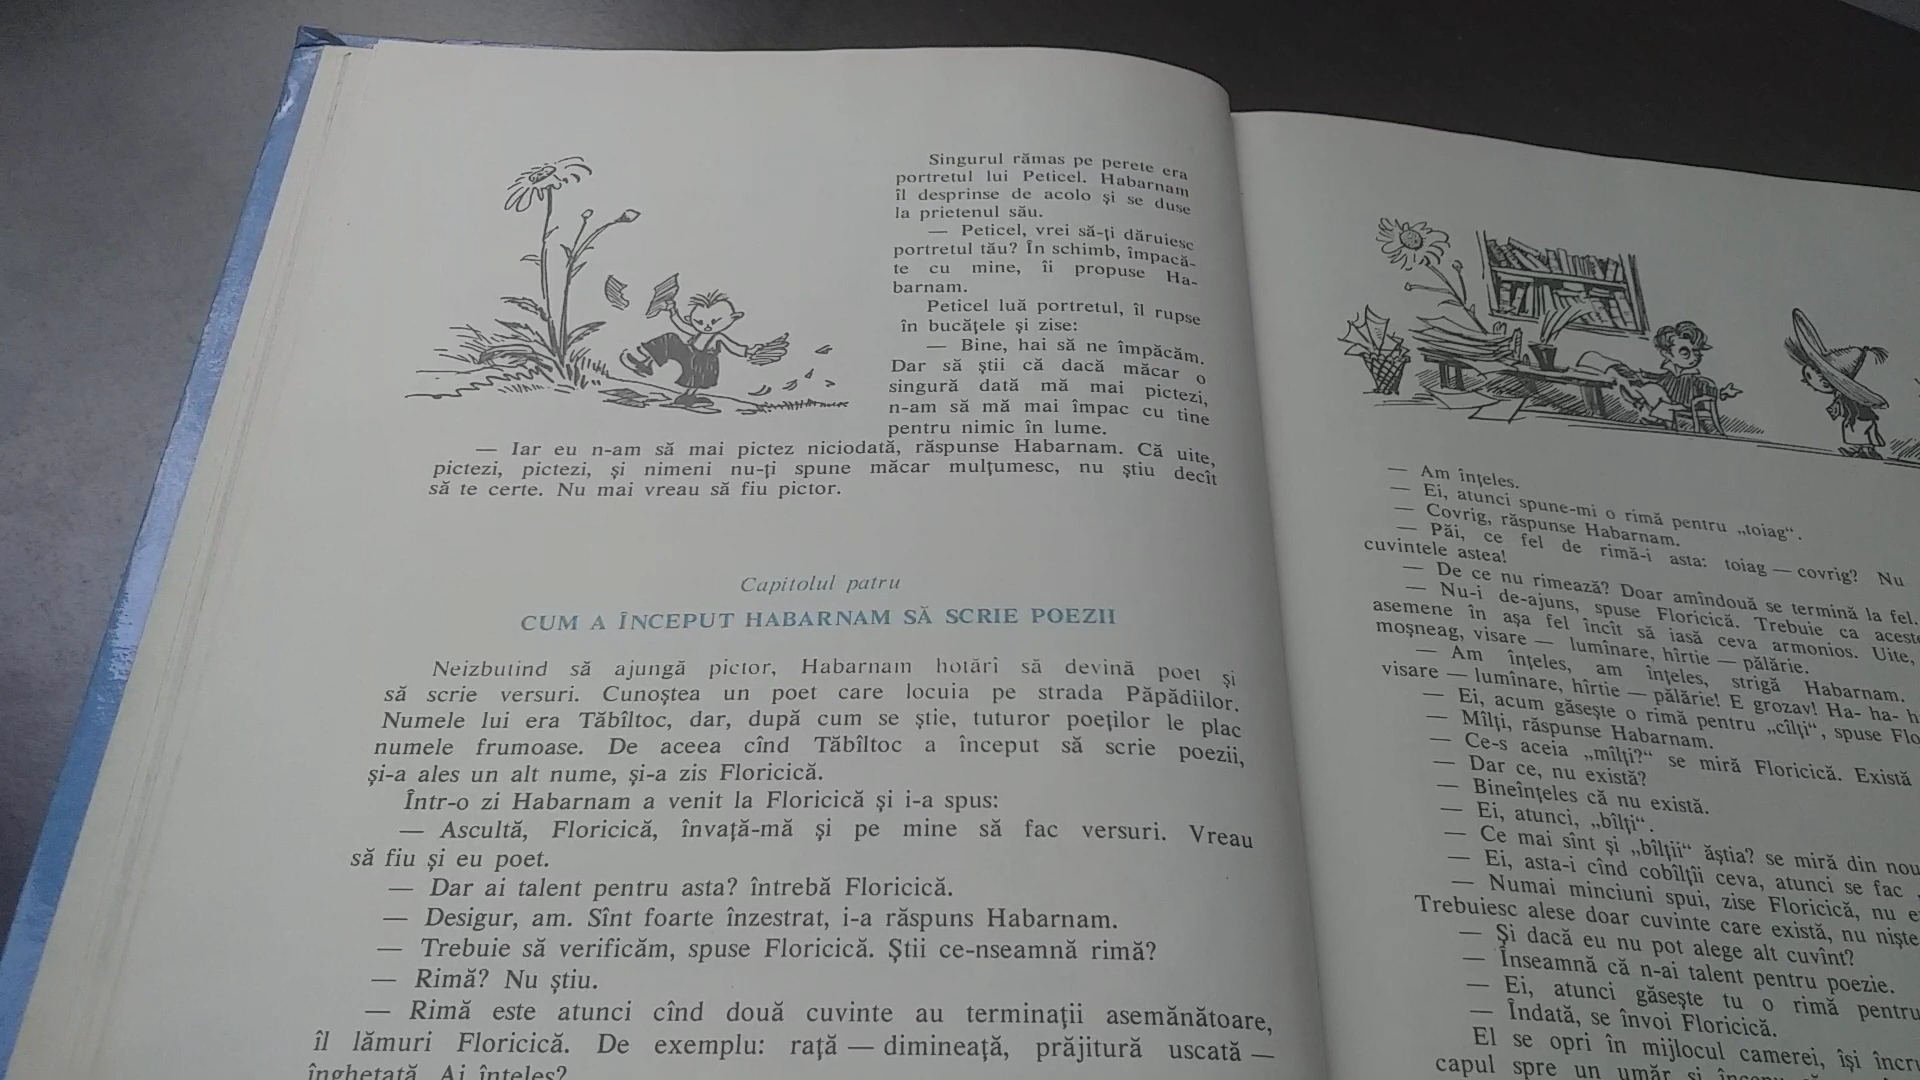 Singurul rămas pe perete era
portretul lui Peticel. Habarnam
îl desprinse de acolo și se duse
la prietenul său.
— Peticel, vrei să-ți dăruiesc
portretul tău? În schimb, împacă-
te cu mine, îi propuse Ha-
barnam.
Peticel luă portretul, îl rupse
în bucățele și zise:
— Bine, hai să ne împăcăm.
Dar să știi că dacă măcar o
singură dată mă mai pictezi,
n-am să mă mai împac cu tine
pentru nimic în lume.
— Iar eu n-am să mai pictez niciodată, răspunse Habarnam. Că uite,
pictezi, pictezi, și nimeni nu-ți spune măcar mulțumesc, nu știu decît
să te certe. Nu mai vreau să fiu pictor.
Capitolul patru
CUM A ÎNCEPUT HABARNAM SĂ SCRIE POEZII
Neizbutind să ajungă pictor, Habarnam hotărî să devină poet și
să scrie versuri. Cunoștea un poet care locuia pe strada Păpădiilor.
Numele lui era Tăbîltoc, dar, după cum se știe, tuturor poeților le plac
numele frumoase. De aceea cînd Tăbîltoc a început să scrie poezii,
și-a ales un alt nume, și-a zis Floricică.
Într-o zi Habarnam a venit la Floricică și i-a spus:
— Ascultă, Floricică, învață-mă și pe mine să fac versuri. Vreau
să fiu și eu poet.
— Dar ai talent pentru asta? întrebă Floricică.
— Desigur, am. Sînt foarte înzestrat, i-a răspuns Habarnam.
— Trebuie să verificăm, spuse Floricică. Știi ce-nseamnă rimă?
— Rimă? Nu știu.
— Rimă este atunci cînd două cuvinte au terminații asemănătoare,
îl lămuri Floricică. De exemplu: rață — dimineață, prăjitură uscată —
înghețată. Ai înțeles?
— Am înțeles.
— Ei, atunci spune-mi o rimă pentru „toiag“.
— Covrig, răspunse Habarnam.
— Păi, ce fel de rimă-i asta: toiag — covrig? Nu
cuvintele astea!
— De ce nu rimează? Doar amîndouă se termină la fel.
— Nu-i de-ajuns, spuse Floricică. Trebuie ca aceste
asemene în așa fel încît să iasă ceva armonios. Uite,
moșneag, visare — lumînare, hîrtie — pălărie.
— Am înțeles, am înțeles, strigă Habarnam.
visare — lumînare, hîrtie — pălărie! E grozav! Ha- ha- h
— Ei, acum găsește o rimă pentru „cîlți“, spuse Flo
— Mîlți, răspunse Habarnam.
— Ce-s aceia „mîlți?“ se miră Floricică. Există
— Dar ce, nu există?
— Bineînțeles că nu există.
— Ei, atunci, „bîlți“.
— Ce mai sînt și „bîlții“ ăștia? se miră din nou
— Ei, asta-i cînd cobîlții ceva, atunci se fac
— Numai minciuni spui, zise Floricică, nu e
Trebuiesc alese doar cuvinte care există, nu niște
— Și dacă eu nu pot alege alt cuvînt?
— Înseamnă că n-ai talent pentru poezie.
— Ei, atunci găsește tu o rimă pentru
— Îndată, se învoi Floricică.
El se opri în mijlocul camerei, își încru
capul spre un umăr și